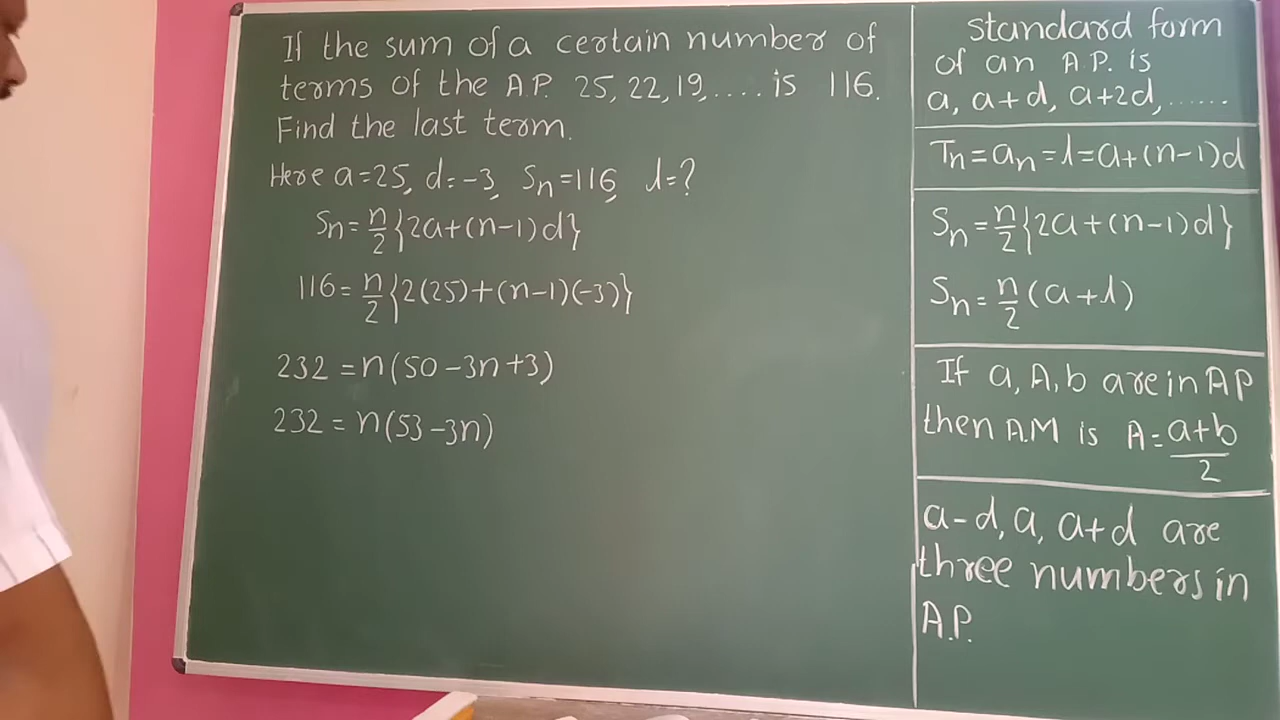 If the sum of a certain number of
terms of the A.P. 25, 22, 19, .... is 116.
Find the last term.
Here a=25, d=-3, Sn=116, l=?
Sn=n/2{2a+(n-1)d}
116=n/2{2(25)+(n-1)(-3)}
232=n(50-3n+3)
232=n(53-3n)
standard form
of an A.P. is
a, a+d, a+2d, ......
Tn=an=l=a+(n-1)d
Sn=n/2{2a+(n-1)d}
Sn=n/2(a+l)
If a, A, b are in AP
then A.M is A=a+b/2
a-d, a, a+d are
three numbers in
A.P.